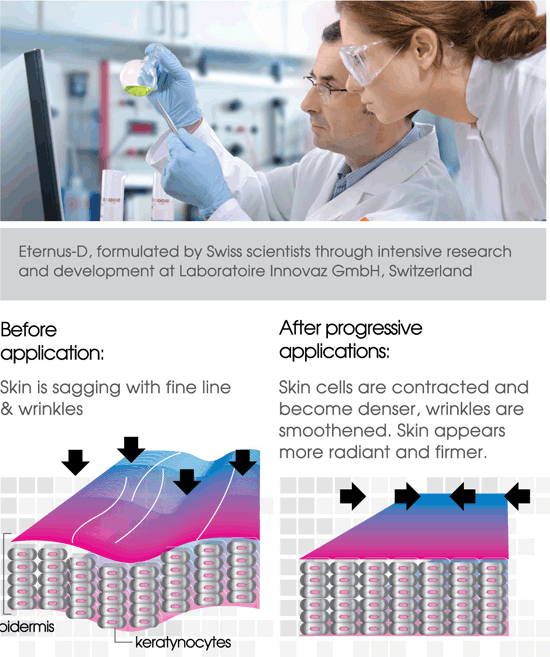 Eternus-D, formulated by Swiss scientists through intensive research
and development at Laboratoire Innovaz GmbH, Switzerland
Before
application:
Skin is sagging with fine line
& wrinkles
After progressive
applications:
Skin cells are contracted and
become denser, wrinkles are
smoothened. Skin appears
more radiant and firmer.
pidermis
keratynocytes